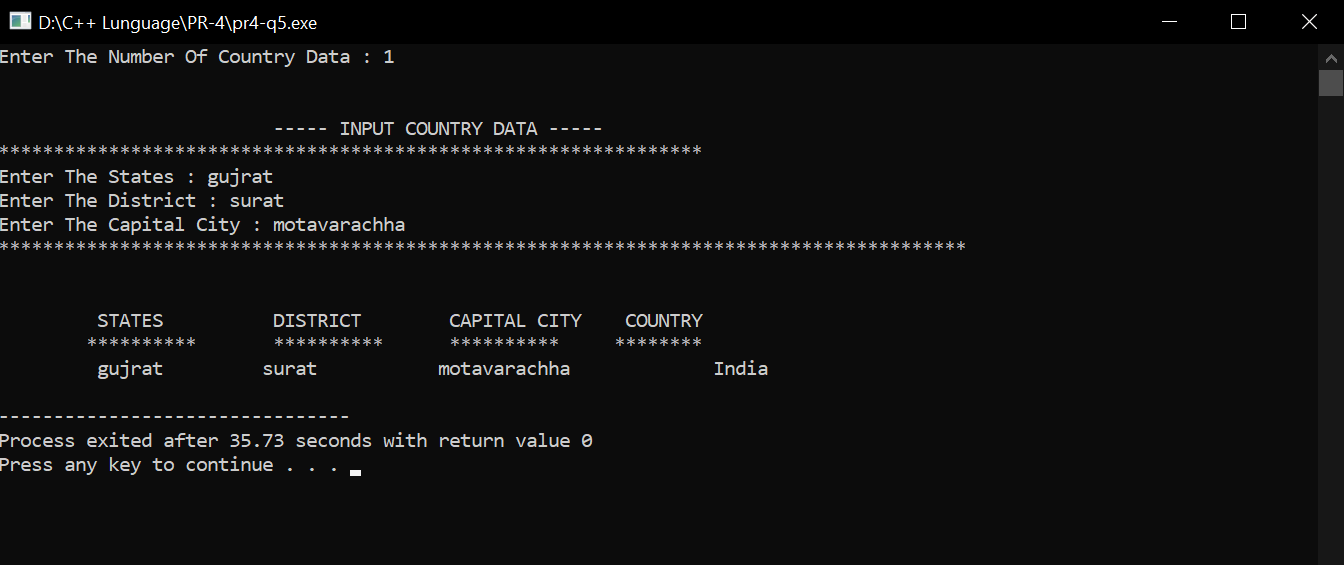 D:\C++ Lunguage\PR-4\pr4-q5.exe
Enter The Number Of Country Data : 1
----- INPUT COUNTRY DATA -----
****************************************************************
Enter The States : gujrat
Enter The District : surat
Enter The Capital City : motavarachha
****************************************************************************************
STATES DISTRICT CAPITAL CITY COUNTRY
********** ********** ********** ********
gujrat surat motavarachha India
--------------------------------
Process exited after 35.73 seconds with return value 0
Press any key to continue . . .